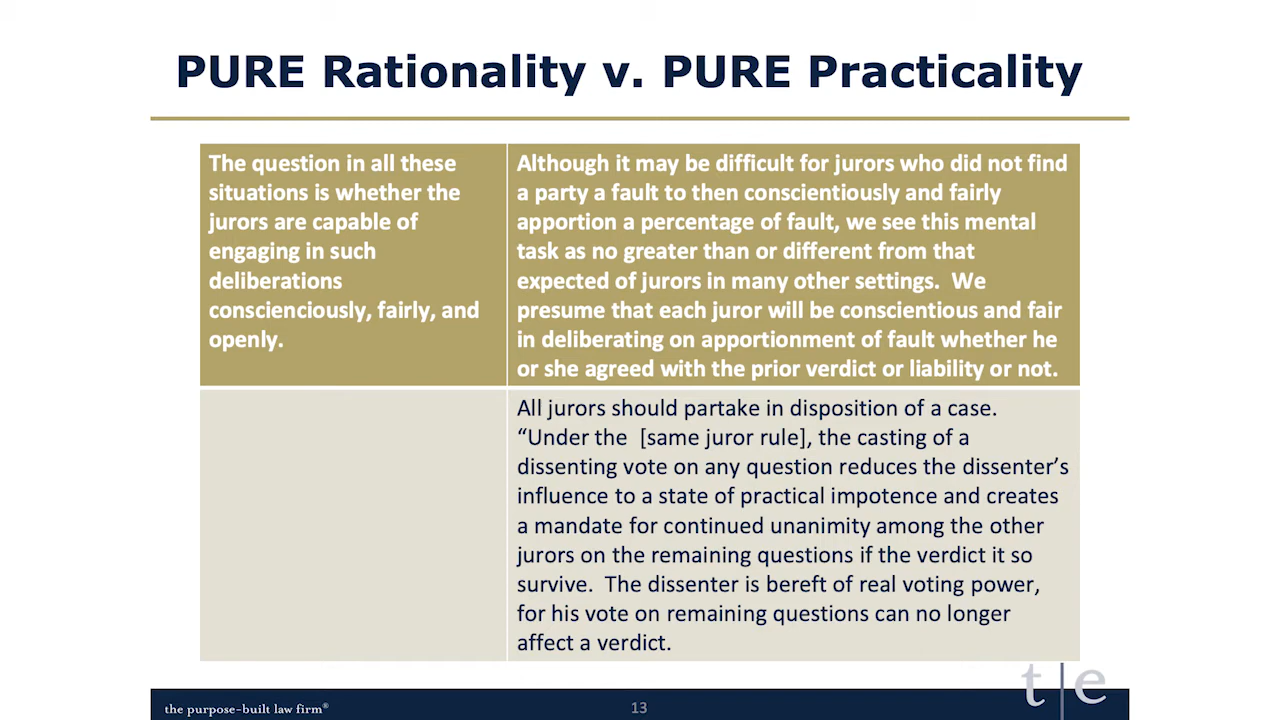 PURE Rationality v. PURE Practicality
The question in all these
situations is whether the
jurors are capable of
engaging in such
deliberations
conscienciously, fairly, and
openly.
Although it may be difficult for jurors who did not find
a party a fault to then conscientiously and fairly
apportion a percentage of fault, we see this mental
task as no greater than or different from that
expected of jurors in many other settings.  We
presume that each juror will be conscientious and fair
in deliberating on apportionment of fault whether he
or she agreed with the prior verdict or liability or not.
All jurors should partake in disposition of a case.
“Under the  [same juror rule], the casting of a
dissenting vote on any question reduces the dissenter’s
influence to a state of practical impotence and creates
a mandate for continued unanimity among the other
jurors on the remaining questions if the verdict it so
survive.  The dissenter is bereft of real voting power,
for his vote on remaining questions can no longer
affect a verdict.
t|e
the purpose-built law firm®
13